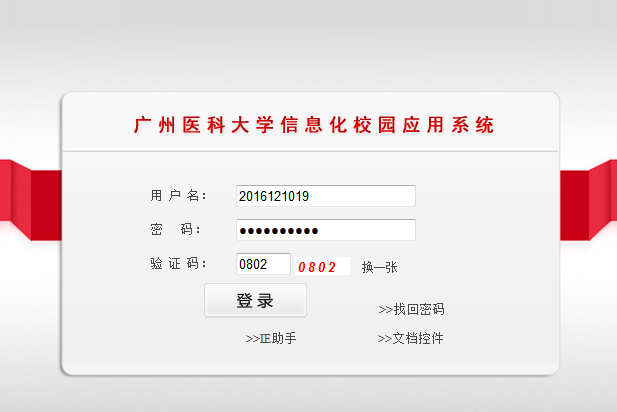 广州医科大学信息化校园应用系统
用 户 名： 2016121019
密 码： ●●●●●●●●●●
验 证 码： 0802 0802 换一张
登 录
>>找回密码
>>IE助手 >>文档控件